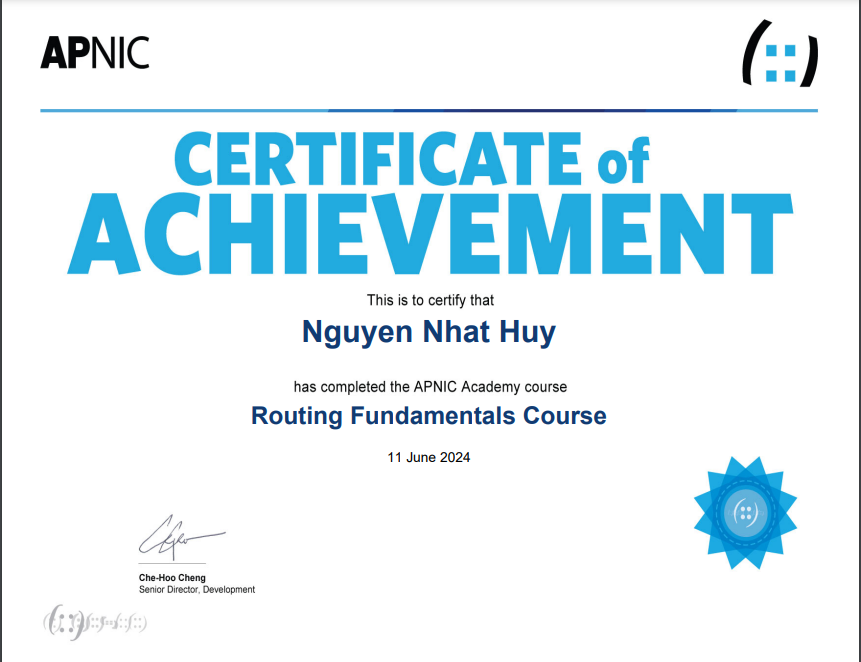 APNIC
(::)
CERTIFICATE of
ACHIEVEMENT
This is to certify that
Nguyen Nhat Huy
has completed the APNIC Academy course
Routing Fundamentals Course
11 June 2024
(::)
Che-Hoo Cheng
Senior Director, Development